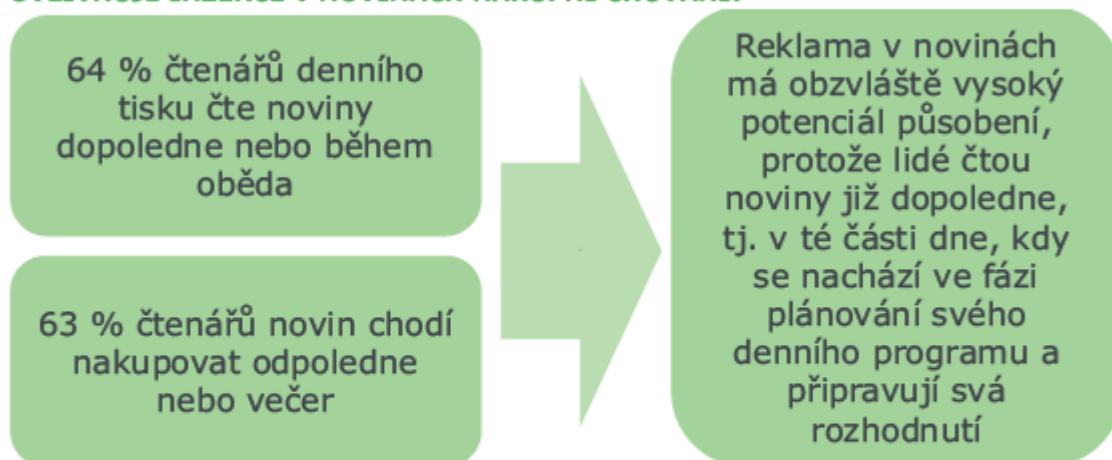 64 % čtenářů denního
tisku čte noviny
dopoledne nebo během
oběda
63 % čtenářů novin chodí
nakupovat odpoledne
nebo večer
Reklama v novinách
má obzvláště vysoký
potenciál působení,
protože lidé čtou
noviny již dopoledne,
tj. v té části dne, kdy
se nachází ve fázi
plánování svého
denního programu a
připravují svá
rozhodnutí